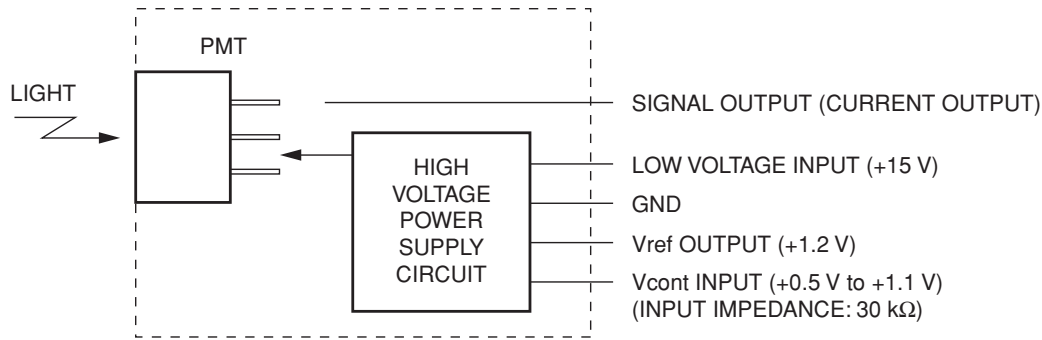 PMT
LIGHT
SIGNAL OUTPUT (CURRENT OUTPUT)
HIGH
VOLTAGE
POWER
SUPPLY
CIRCUIT
LOW VOLTAGE INPUT (+15 V)
GND
Vref OUTPUT (+1.2 V)
Vcont INPUT (+0.5 V to +1.1 V)
(INPUT IMPEDANCE: 30 kΩ)